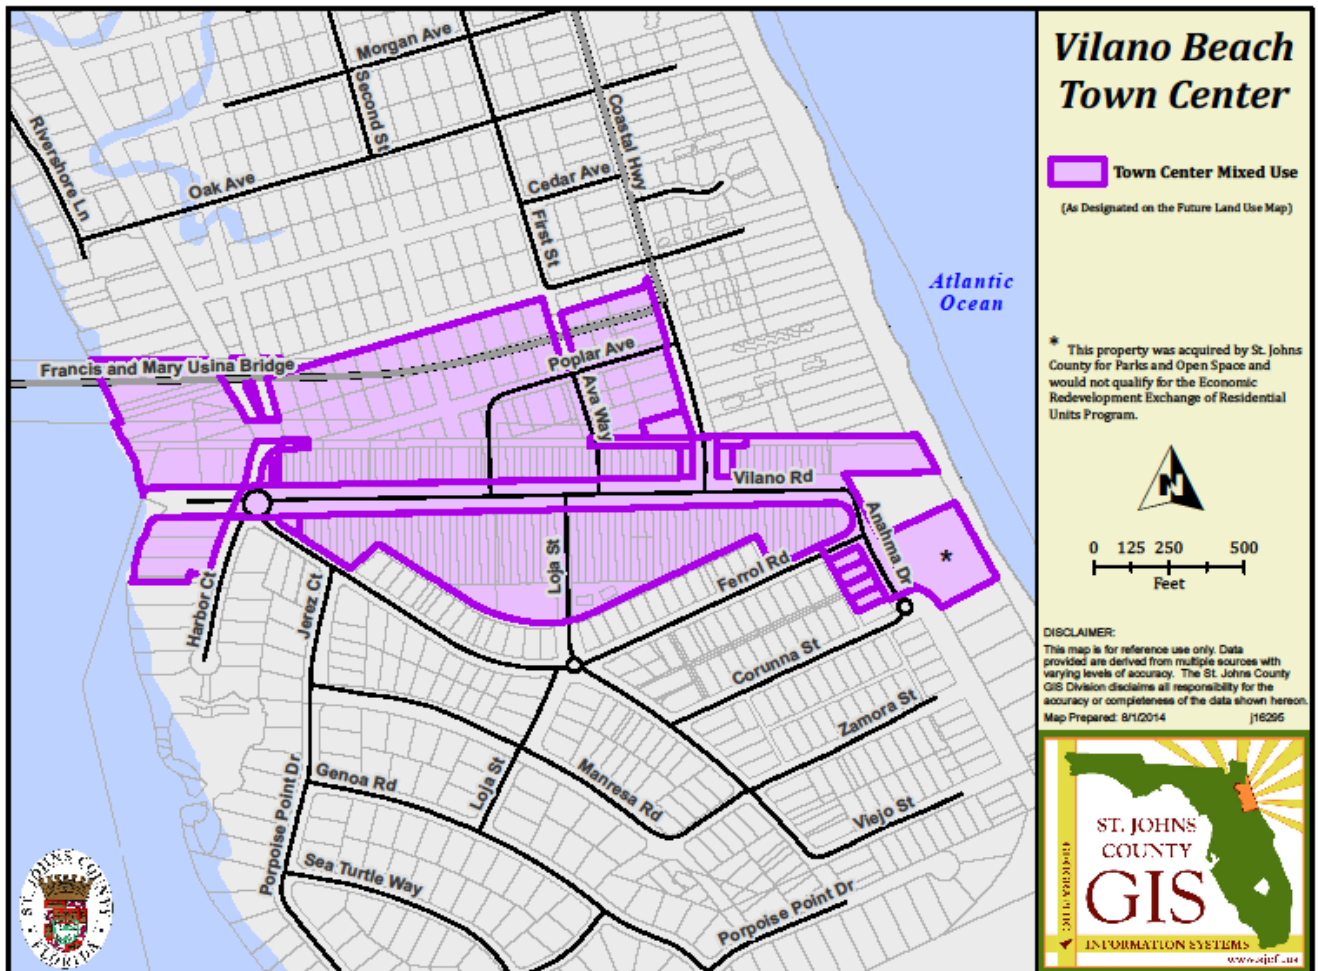 Morgan Ave
Second St
Rivershore Ln
Oak Ave
Coastal Hwy
Cedar Ave
First St
Atlantic
Ocean
Francis and Mary Usina Bridge
Poplar Ave
Ava Way
Vilano Rd
Anahma Dr
Loja St
Ferrol Rd
Harbor Ct
Jerez Ct
Corunna St
Zamora St
Porpoise Point Dr
Genoa Rd
Loja St
Manresa Rd
Viejo St
Sea Turtle Way
Porpoise Point Dr
*
ST. JOHNS COUNTY
FLORIDA
Vilano Beach
Town Center
Town Center Mixed Use
(As Designated on the Future Land Use Map)
* This property was acquired by St. Johns
County for Parks and Open Space and
would not qualify for the Economic
Redevelopment Exchange of Residential
Units Program.
N
0 125 250 500
Feet
DISCLAIMER:
This map is for reference use only. Data
provided are derived from multiple sources with
varying levels of accuracy. The St. Johns County
GIS Division disclaims all responsibility for the
accuracy or completeness of the data shown hereon.
Map Prepared: 8/1/2014 j16295
ST. JOHNS
COUNTY
GIS
GEOGRAPHIC
INFORMATION SYSTEMS